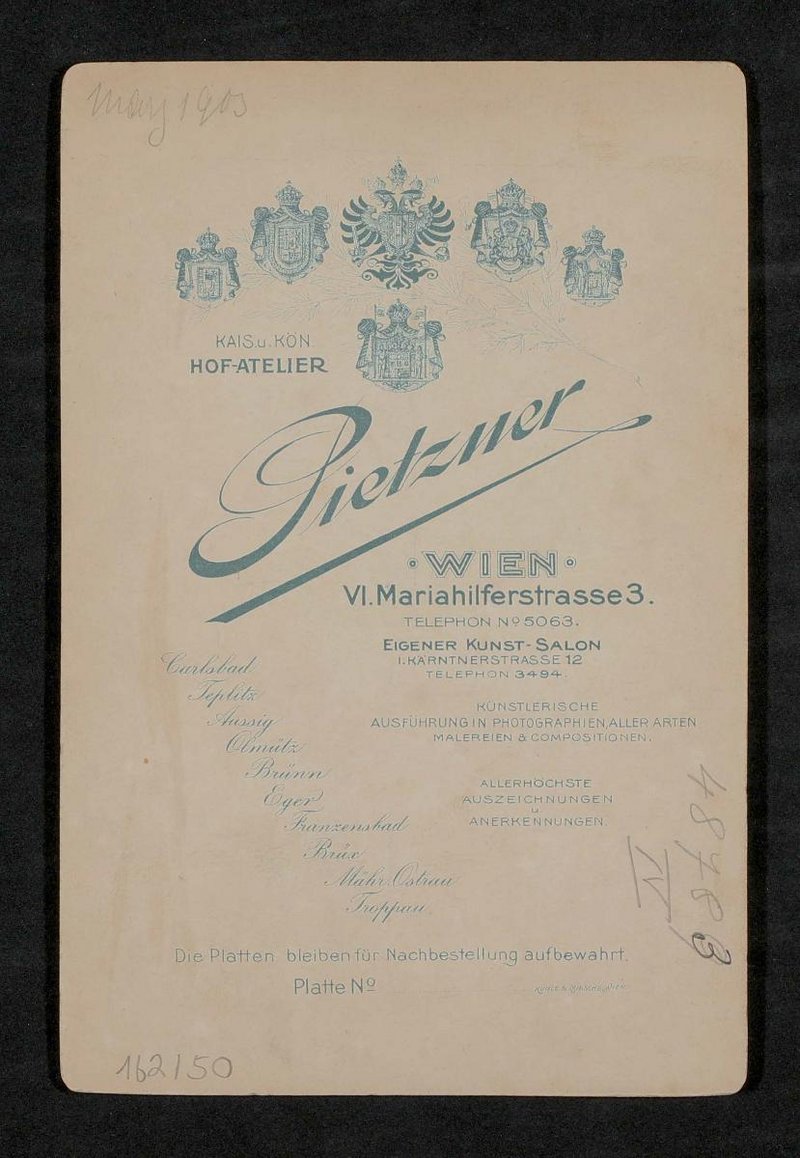 May 1903
KAIS. u. KÖN.
HOF-ATELIER
Pietzner
WIEN
VI. Mariahilferstrasse 3.
TELEPHON Nº 5063.
EIGENER KUNST-SALON
I. KÄRNTNERSTRASSE 12
TELEPHON 3494.
Carlsbad
Teplitz
Aussig
Olmütz
Brünn
Eger
Franzensbad
Brüx
Mähr. Ostrau
Troppau
KÜNSTLERISCHE
AUSFÜHRUNG IN PHOTOGRAPHIEN, ALLER ARTEN
MALEREIEN & COMPOSITIONEN.
ALLERHÖCHSTE
AUSZEICHNUNGEN
u
ANERKENNUNGEN.
48789
IV
Die Platten bleiben für Nachbestellung aufbewahrt.
Platte Nº
162150